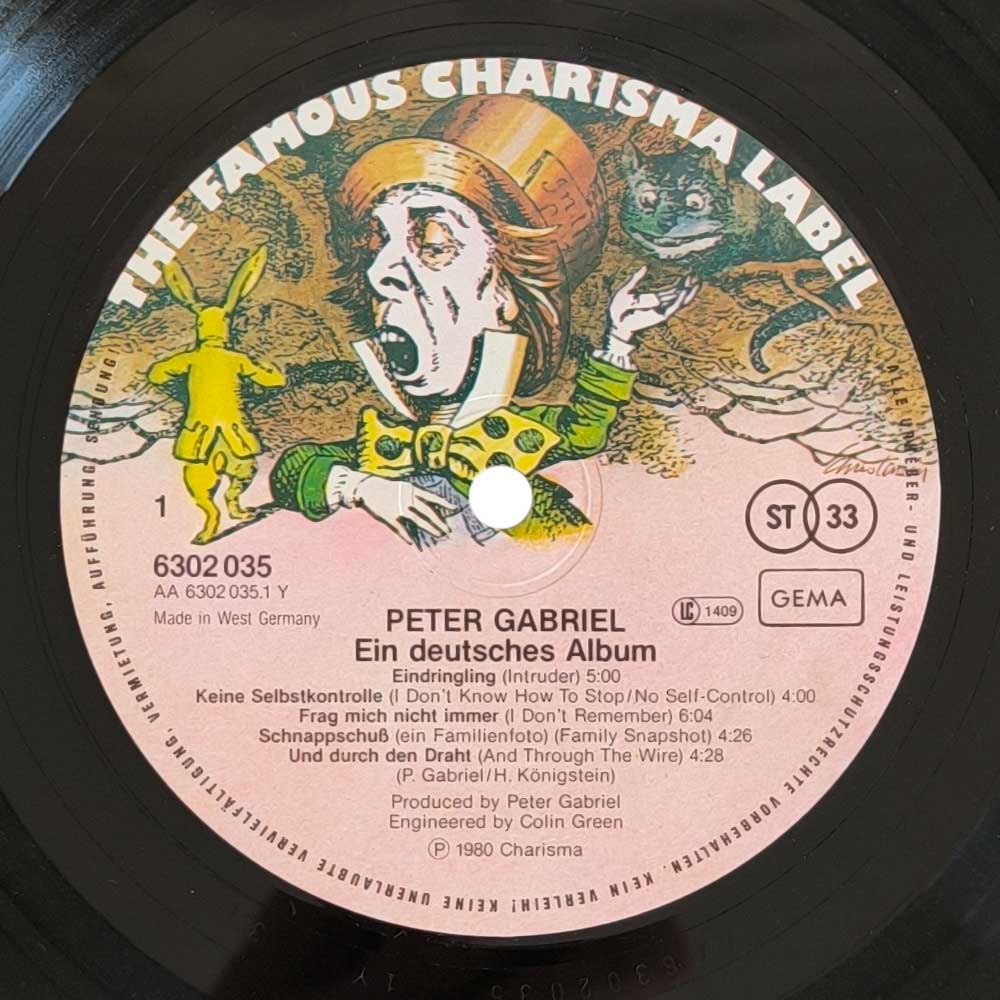 THE FAMOUS CHARISMA LABEL
1
ST 33
6302 035
AA 6302 035.1 Y
Made in West Germany
LC 1409
GEMA
PETER GABRIEL
Ein deutsches Album
Eindringling (Intruder) 5:00
Keine Selbstkontrolle (I Don't Know How To Stop/No Self-Control) 4:00
Frag mich nicht immer (I Don't Remember) 6:04
Schnappschuß (ein Familienfoto) (Family Snapshot) 4:26
Und durch den Draht (And Through The Wire) 4:28
(P. Gabriel/H. Königstein)
Produced by Peter Gabriel
Engineered by Colin Green
Ⓟ 1980 Charisma
ALLE URHEBER- UND LEISTUNGSSCHUTZRECHTE VORBEHALTEN. KEIN VERLEIH! KEINE UNERLAUBTE VERVIELFÄLTIGUNG, VERMIETUNG, AUFFÜHRUNG, SENDUNG